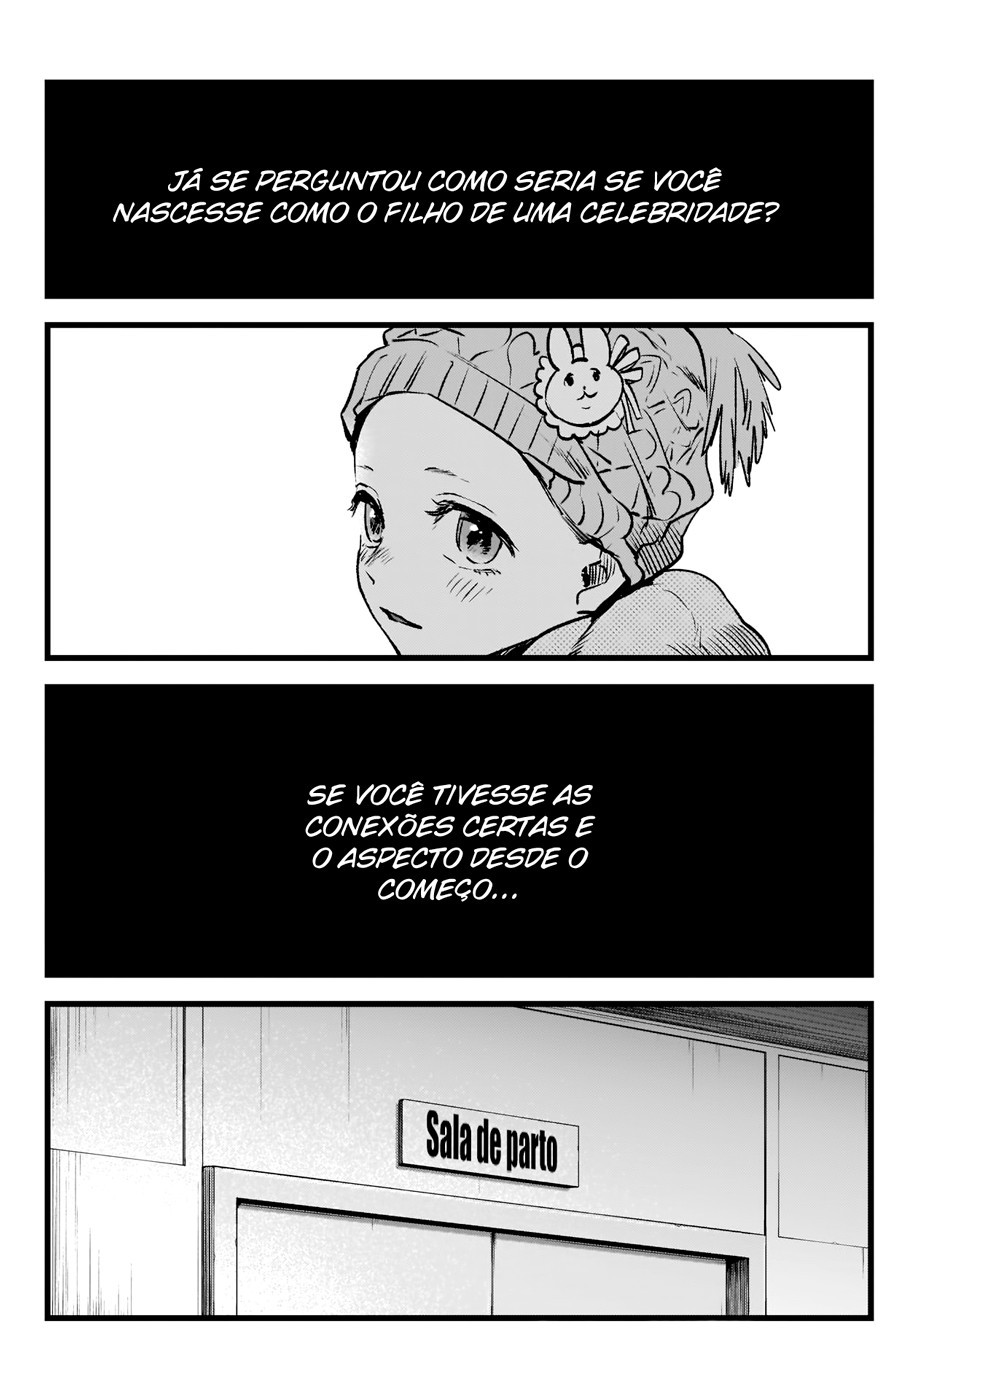 JÁ SE PERGUNTOU COMO SERIA SE VOCÊ
NASCESSE COMO O FILHO DE UMA CELEBRIDADE?
SE VOCÊ TIVESSE AS
CONEXÕES CERTAS E
O ASPECTO DESDE O
COMEÇO...
Sala de parto